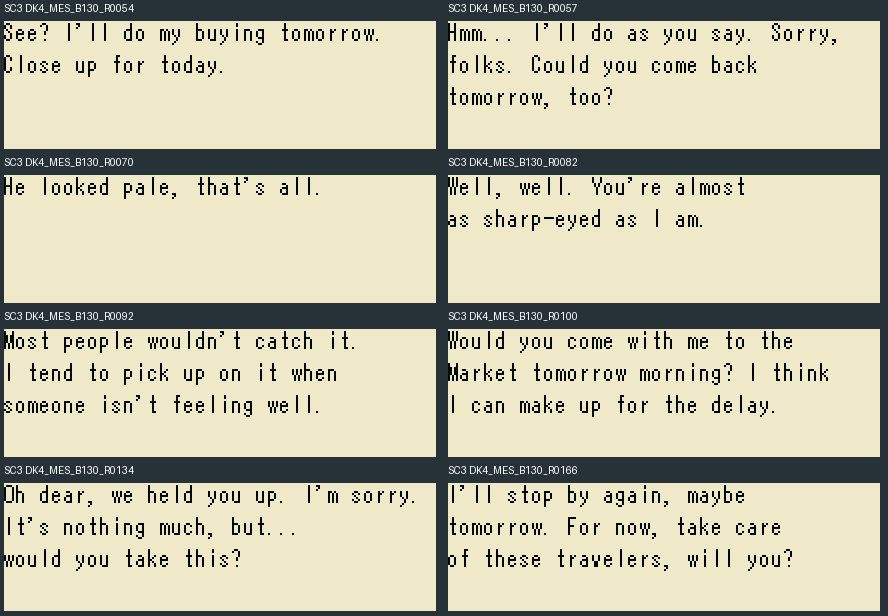 SC3 DK4_MES_B130_R0054
See? I'll do my buying tomorrow.
Close up for today.
SC3 DK4_MES_B130_R0057
Hmm... I'll do as you say. Sorry,
folks. Could you come back
tomorrow, too?
SC3 DK4_MES_B130_R0070
He looked pale, that's all.
SC3 DK4_MES_B130_R0082
Well, well. You're almost
as sharp-eyed as I am.
SC3 DK4_MES_B130_R0092
Most people wouldn't catch it.
I tend to pick up on it when
someone isn't feeling well.
SC3 DK4_MES_B130_R0100
Would you come with me to the
Market tomorrow morning? I think
I can make up for the delay.
SC3 DK4_MES_B130_R0134
Oh dear, we held you up. I'm sorry.
It's nothing much, but...
would you take this?
SC3 DK4_MES_B130_R0166
I'll stop by again, maybe
tomorrow. For now, take care
of these travelers, will you?